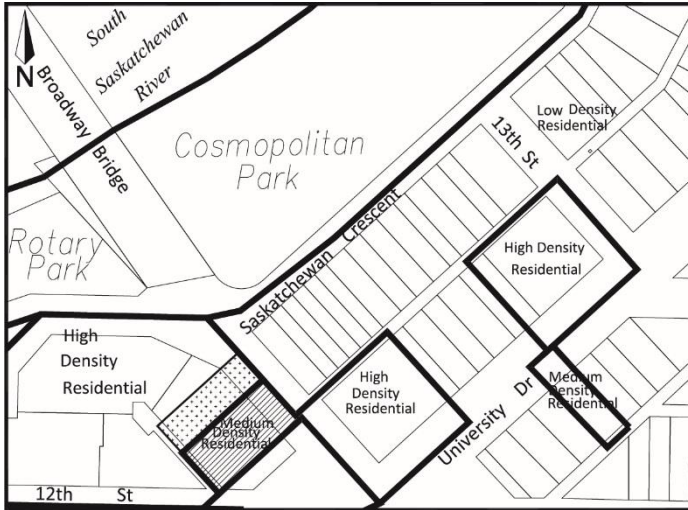 South
Saskatchewan
River
N
Broadway
Bridge
Cosmopolitan
Park
Rotary
Park
Low Density
Residential
13th St
Saskatchewan Crescent
High Density
Residential
High
Density
Residential
High
Density
Residential
Medium
Density
Residential
Medium
Density
Residential
University Dr
12th St